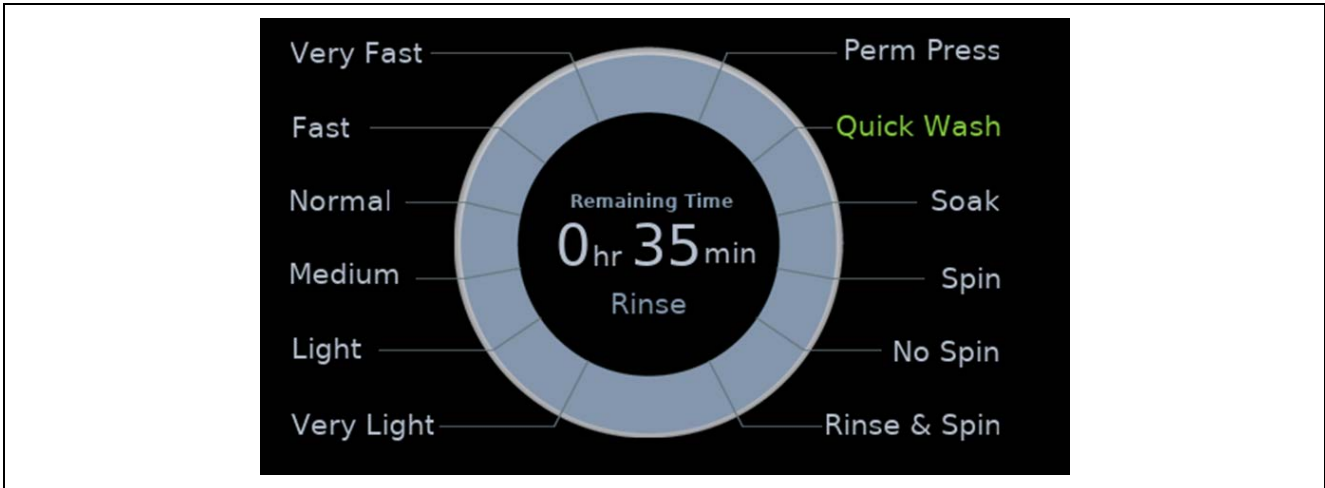 Very Fast
Perm Press
Fast
Quick Wash
Normal
Remaining Time
Soak
0hr 35min
Medium
Spin
Rinse
Light
No Spin
Very Light
Rinse & Spin